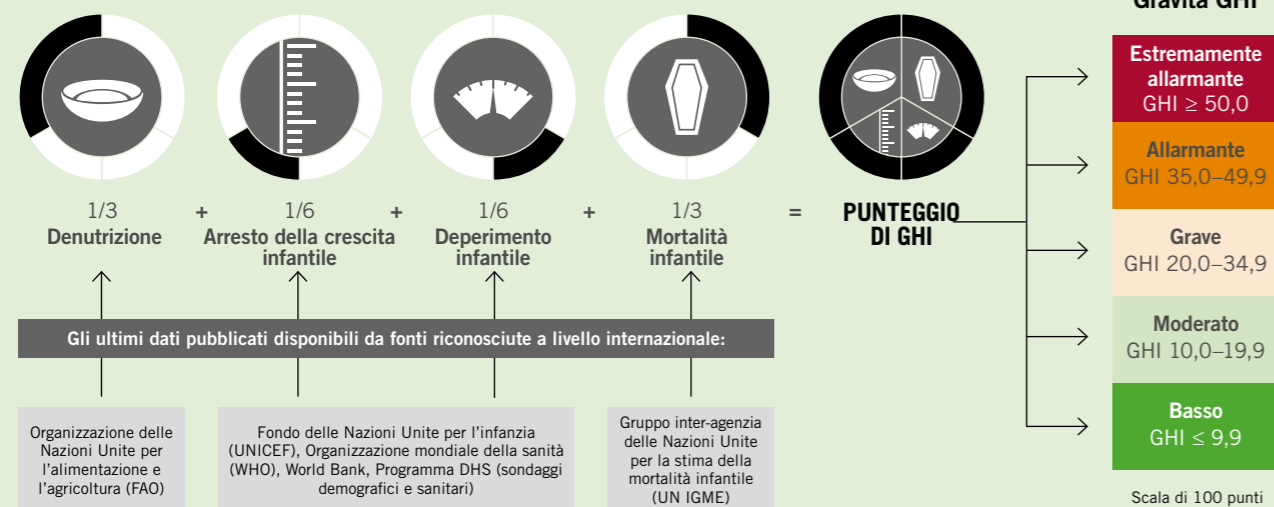 Gravità GHI
1/3 + 1/6 + 1/6 + 1/3 = PUNTEGGIO
DI GHI
Denutrizione
Arresto della crescita
infantile
Deperimento
infantile
Mortalità
infantile
Gli ultimi dati pubblicati disponibili da fonti riconosciute a livello internazionale:
Organizzazione delle
Nazioni Unite per
l'alimentazione e
l'agricoltura (FAO)
Fondo delle Nazioni Unite per l'infanzia
(UNICEF), Organizzazione mondiale della sanità
(WHO), World Bank, Programma DHS (sondaggi
demografici e sanitari)
Gruppo inter-agenzia
delle Nazioni Unite
per la stima della
mortalità infantile
(UN IGME)
Estremamente
allarmante
GHI ≥ 50,0
Allarmante
GHI 35,0–49,9
Grave
GHI 20,0–34,9
Moderato
GHI 10,0–19,9
Basso
GHI ≤ 9,9
Scala di 100 punti